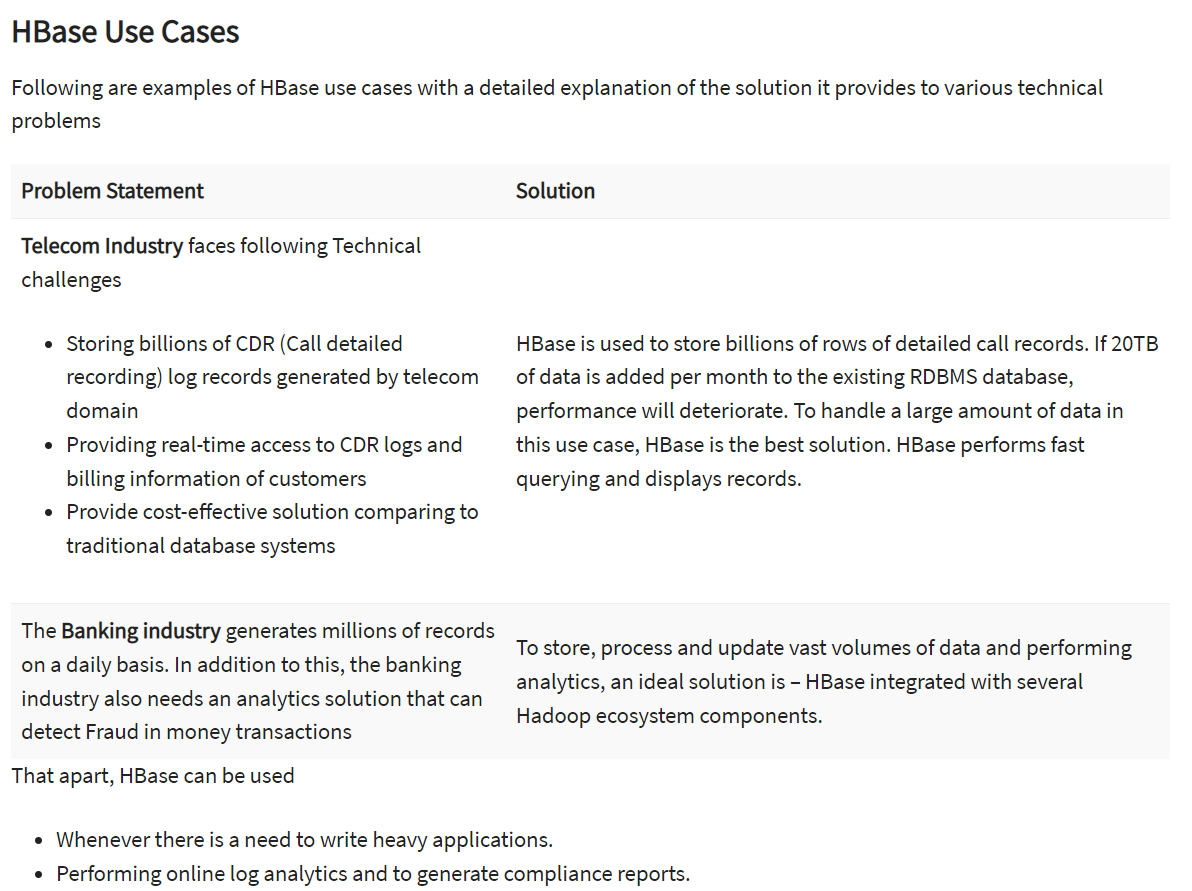 HBase Use Cases
Following are examples of HBase use cases with a detailed explanation of the solution it provides to various technical
problems
Problem Statement
Solution
Telecom Industry faces following Technical
challenges
• Storing billions of CDR (Call detailed
recording) log records generated by telecom
domain
• Providing real-time access to CDR logs and
billing information of customers
• Provide cost-effective solution comparing to
traditional database systems
HBase is used to store billions of rows of detailed call records. If 20TB
of data is added per month to the existing RDBMS database,
performance will deteriorate. To handle a large amount of data in
this use case, HBase is the best solution. HBase performs fast
querying and displays records.
The Banking industry generates millions of records
on a daily basis. In addition to this, the banking
industry also needs an analytics solution that can
detect Fraud in money transactions
To store, process and update vast volumes of data and performing
analytics, an ideal solution is – HBase integrated with several
Hadoop ecosystem components.
That apart, HBase can be used
• Whenever there is a need to write heavy applications.
• Performing online log analytics and to generate compliance reports.